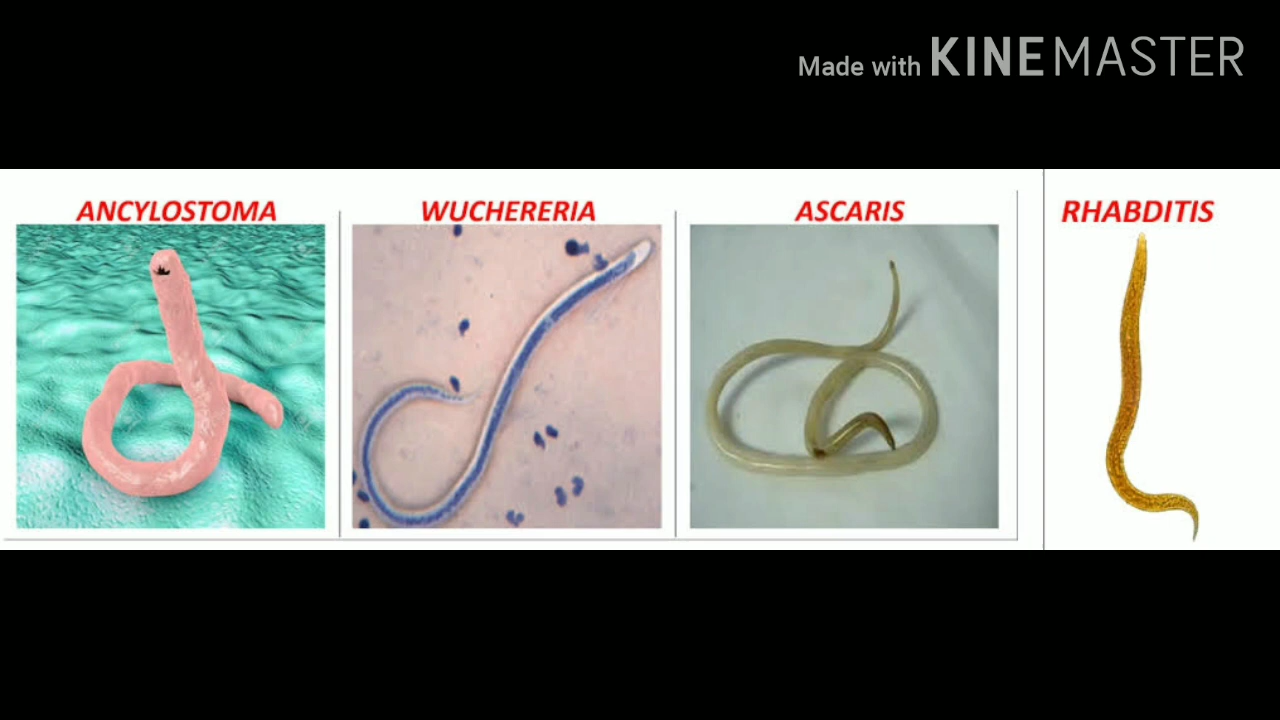 Made with KINEMASTER
ANCYLOSTOMA
WUCHERERIA
ASCARIS
RHABDITIS